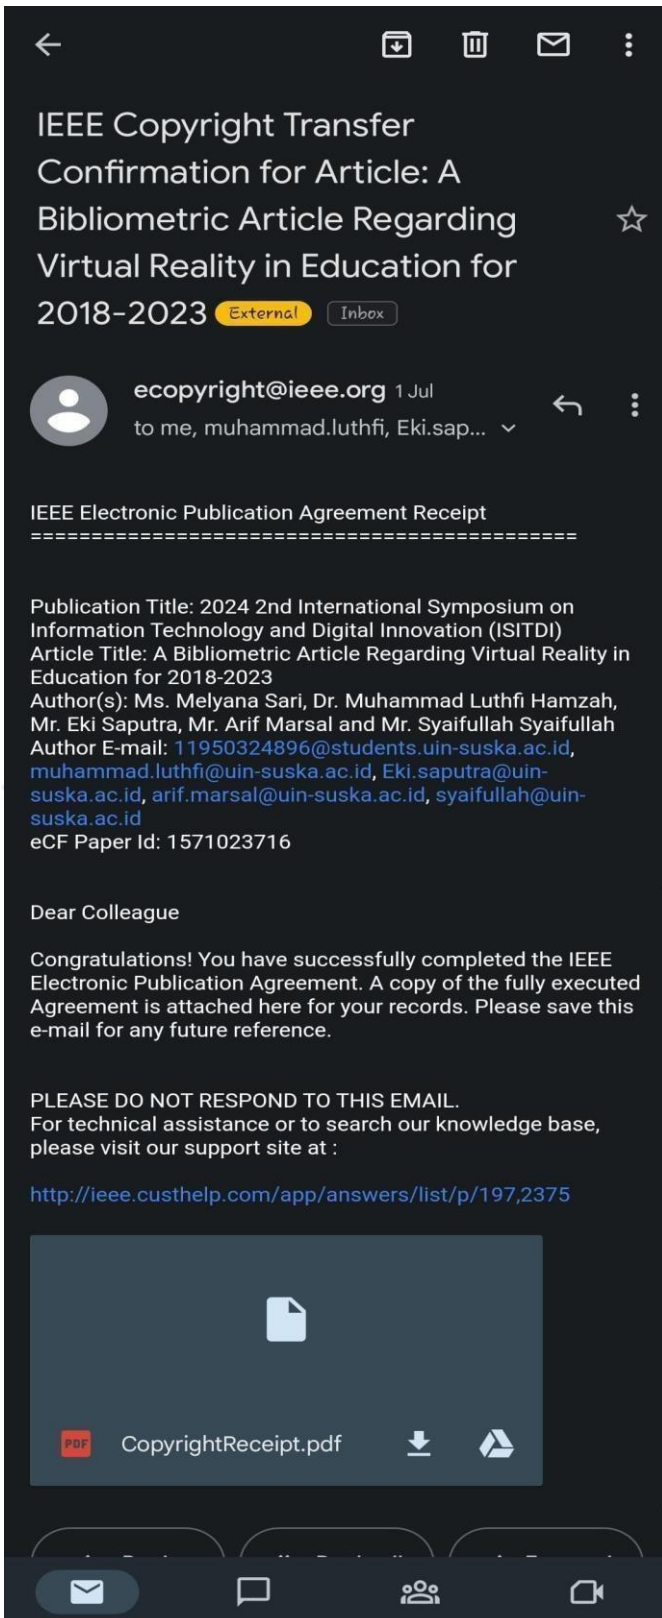 IEEE Copyright Transfer
Confirmation for Article: A
Bibliometric Article Regarding
Virtual Reality in Education for
2018-2023 External Inbox
ecopyright@ieee.org 1 Jul
to me, muhammad.luthfi, Eki.sap...
IEEE Electronic Publication Agreement Receipt
=============================================
Publication Title: 2024 2nd International Symposium on
Information Technology and Digital Innovation (ISITDI)
Article Title: A Bibliometric Article Regarding Virtual Reality in
Education for 2018-2023
Author(s): Ms. Melyana Sari, Dr. Muhammad Luthfi Hamzah,
Mr. Eki Saputra, Mr. Arif Marsal and Mr. Syaifullah Syaifullah
Author E-mail: 11950324896@students.uin-suska.ac.id,
muhammad.luthfi@uin-suska.ac.id, Eki.saputra@uin-
suska.ac.id, arif.marsal@uin-suska.ac.id, syaifullah@uin-
suska.ac.id
eCF Paper Id: 1571023716
Dear Colleague
Congratulations! You have successfully completed the IEEE
Electronic Publication Agreement. A copy of the fully executed
Agreement is attached here for your records. Please save this
e-mail for any future reference.
PLEASE DO NOT RESPOND TO THIS EMAIL.
For technical assistance or to search our knowledge base,
please visit our support site at :
http://ieee.custhelp.com/app/answers/list/p/197,2375
PDF CopyrightReceipt.pdf